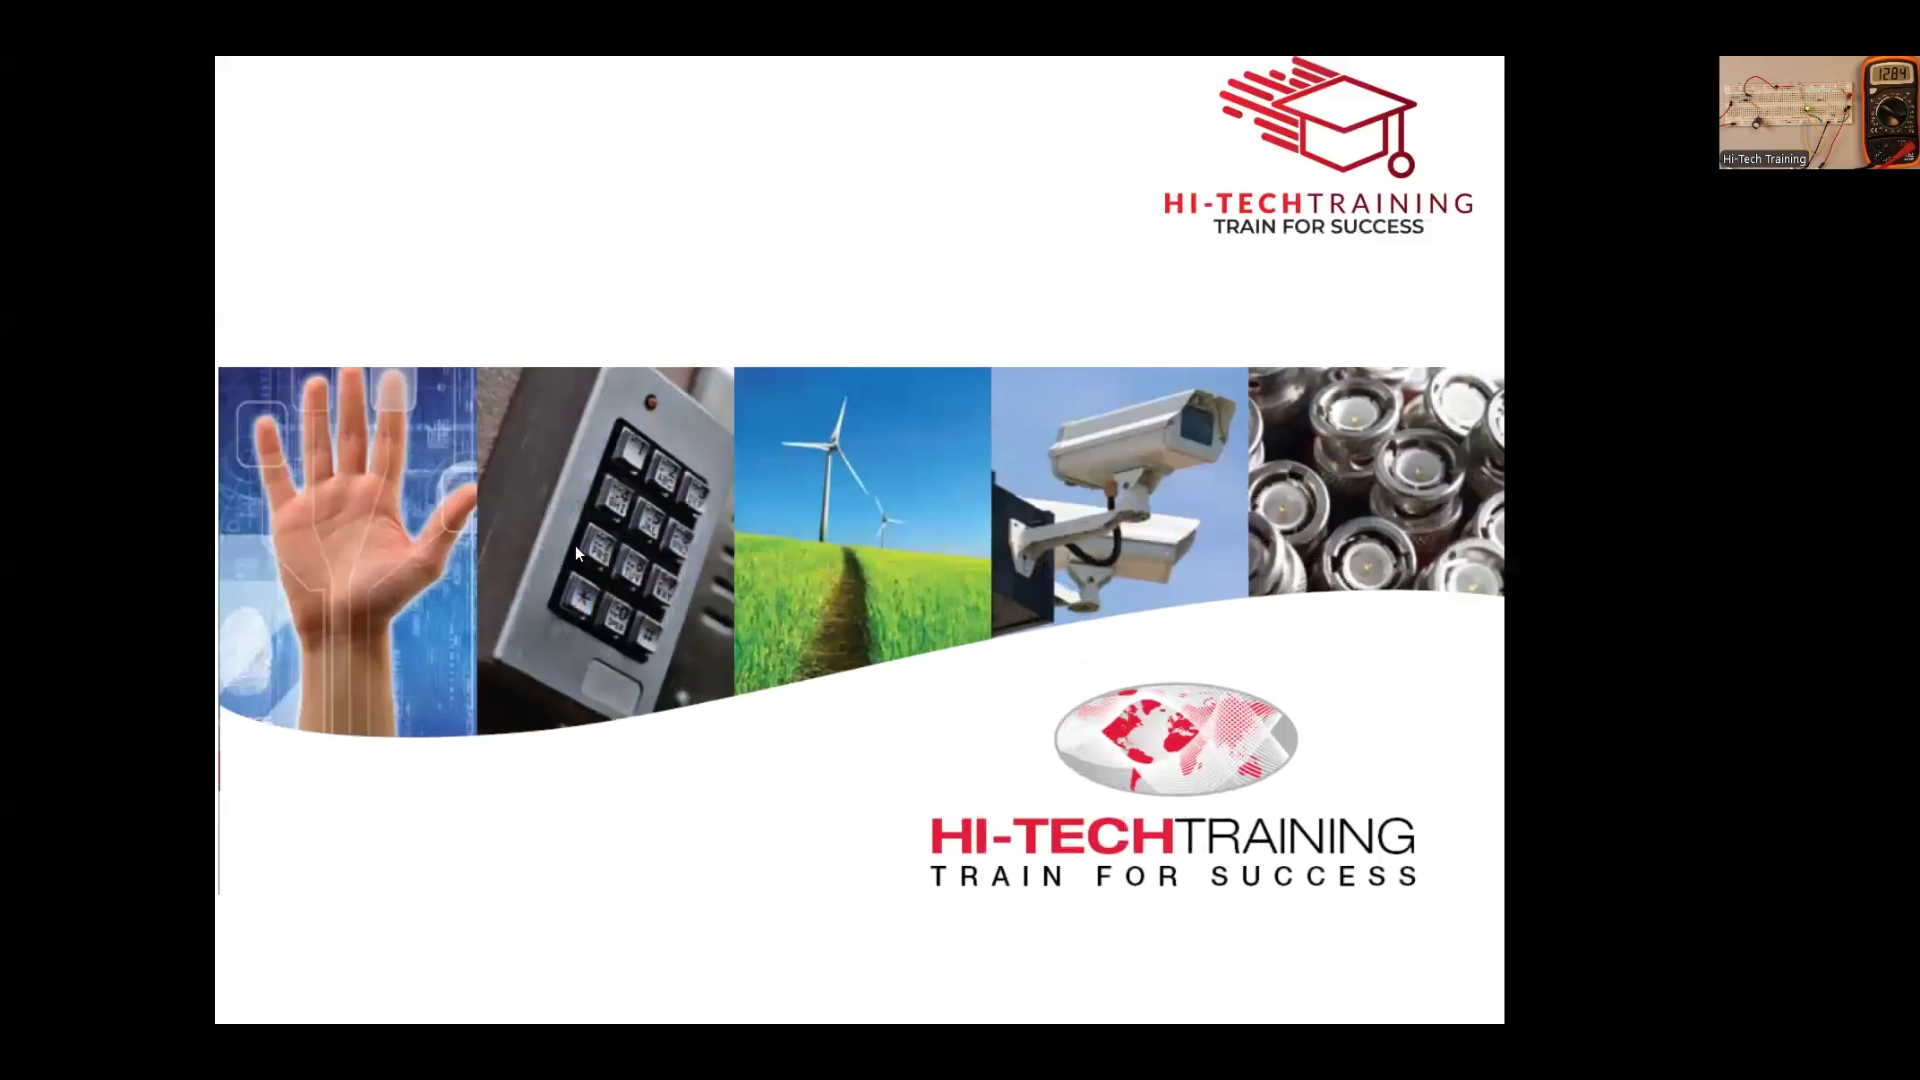 HI-TECHTRAINING
TRAIN FOR SUCCESS
1284
Hi-Tech Training
HI-TECHTRAINING
TRAIN FOR SUCCESS